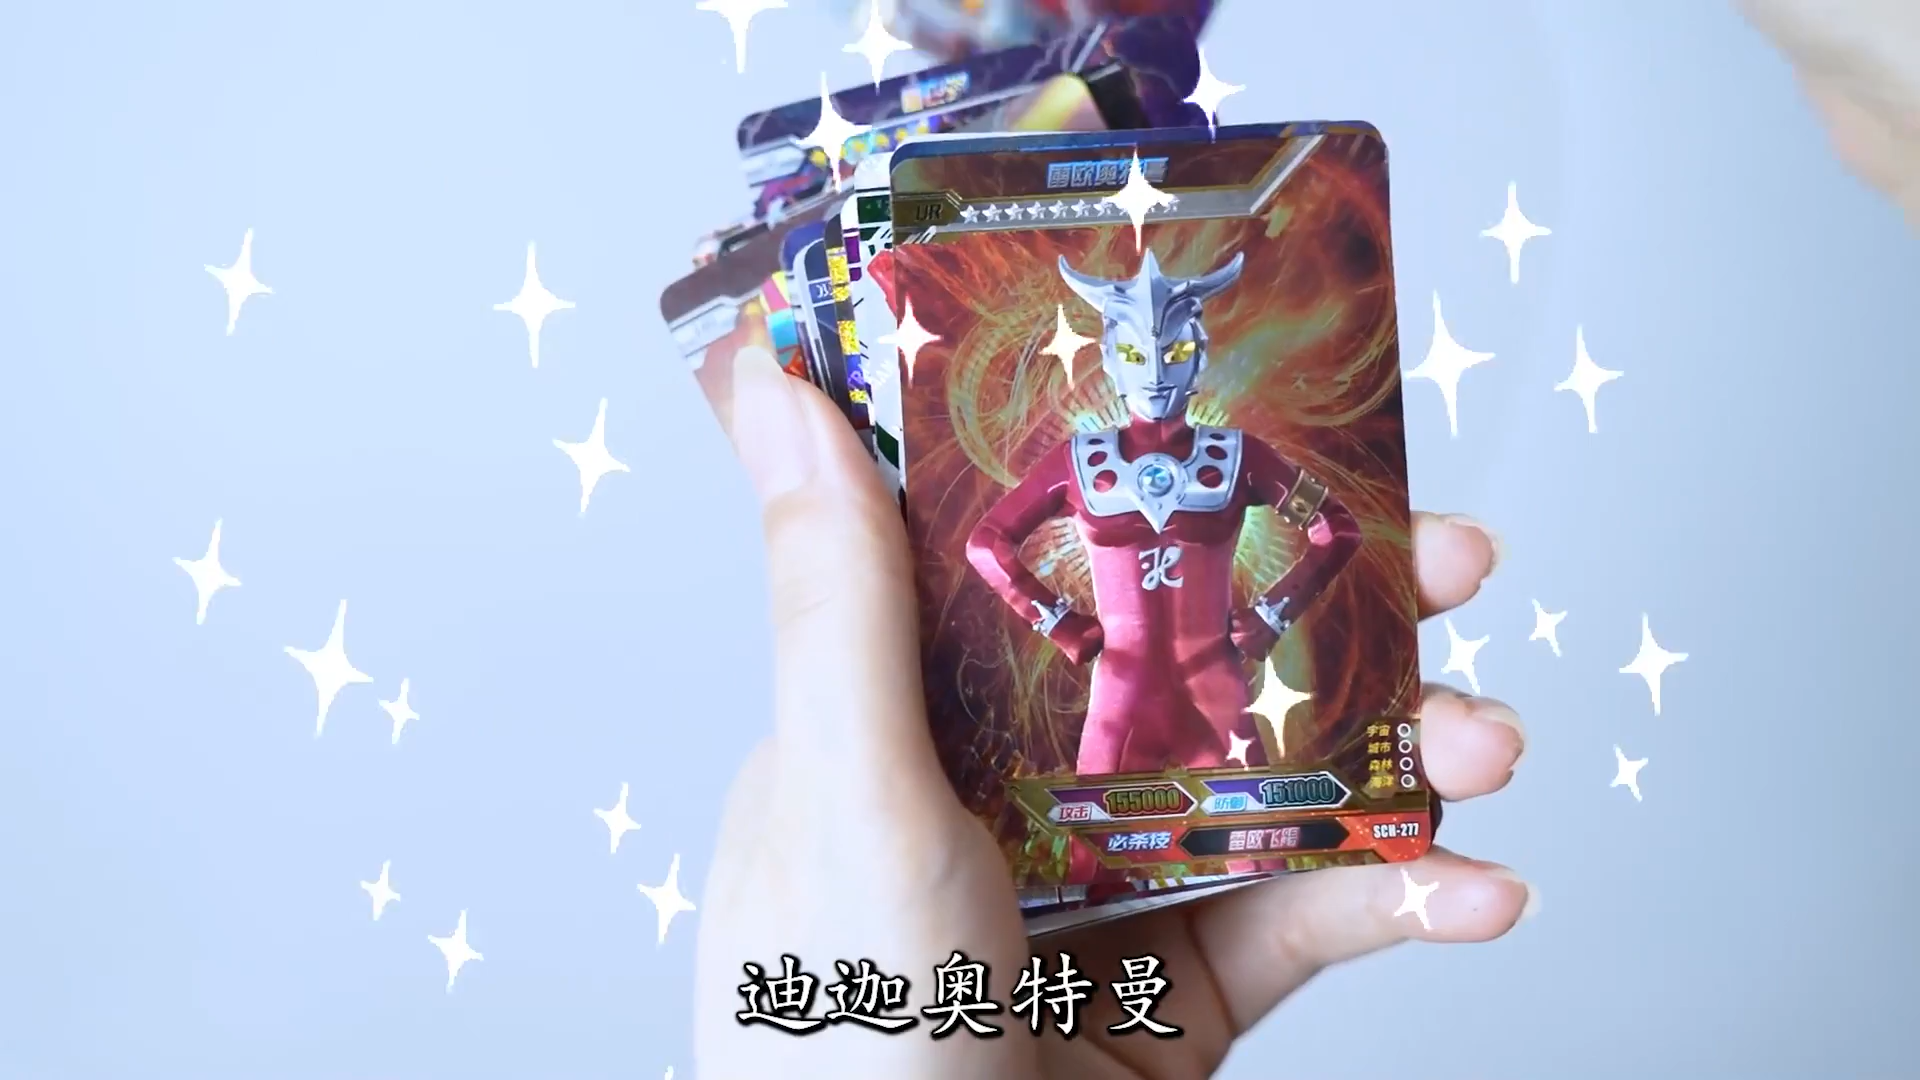 雷欧奥特曼
UR
宇宙
城市
森林
海洋
攻击 155000 防御 151000
必杀技 雷欧飞踢
SCH-277
迪迦奥特曼